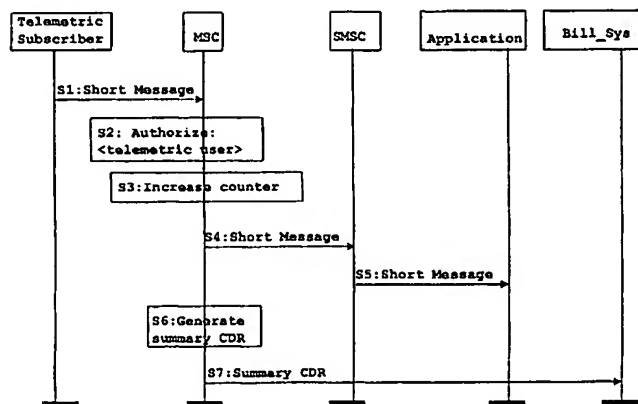 Telemetric
Subscriber
MSC
SMSC
Application
Bill_Sys
S1:Short Message
S2: Authorize:
<telemetric user>
S3:Increase counter
S4:Short Message
S5:Short Message
S6:Generate
summary CDR
S7:Summary CDR